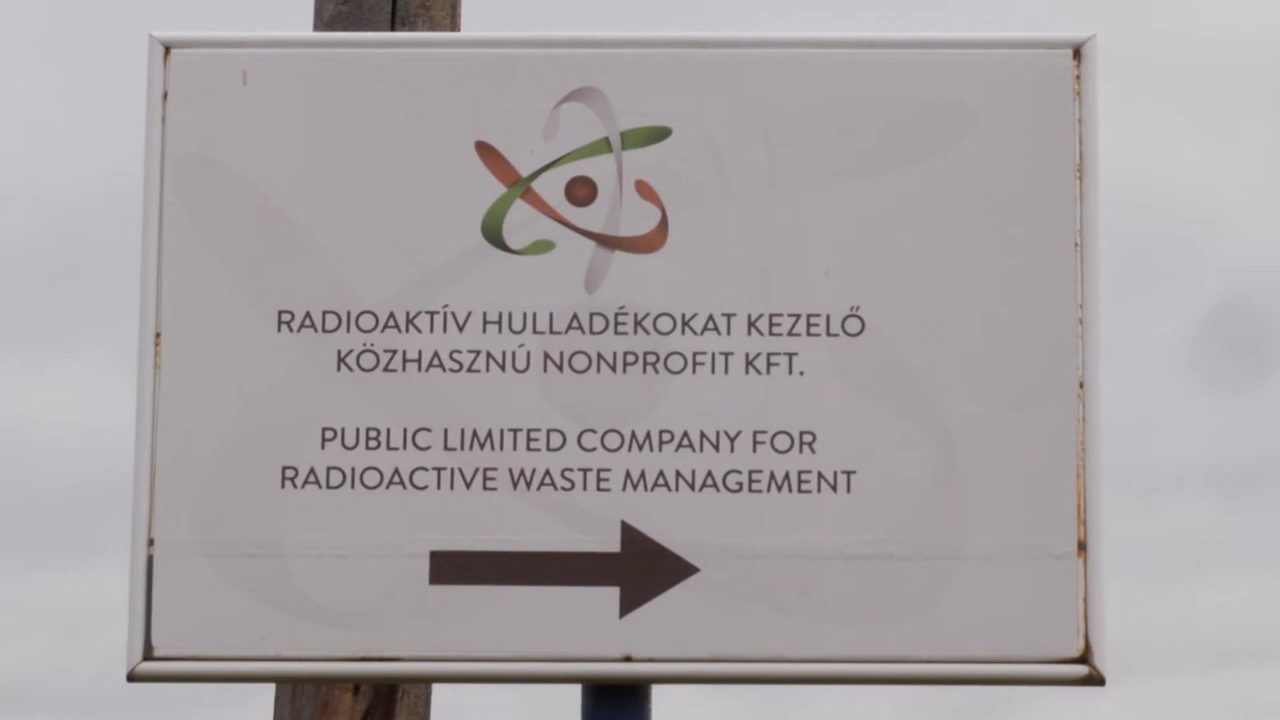 RADIOAKTÍV HULLADÉKOKAT KEZELŐ
KÖZHASZNÚ NONPROFIT KFT.
PUBLIC LIMITED COMPANY FOR
RADIOACTIVE WASTE MANAGEMENT